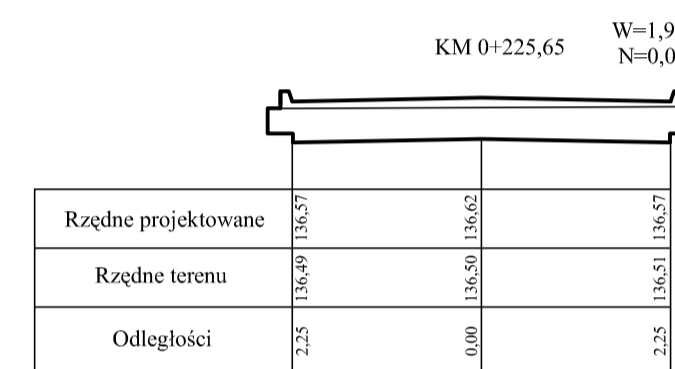 KM 0+225,65
W=1,9
N=0,0
Rzędne projektowane 136,57 136,62 136,57
Rzędne terenu 136,49 136,50 136,51
Odległości 2,25 0,00 2,25